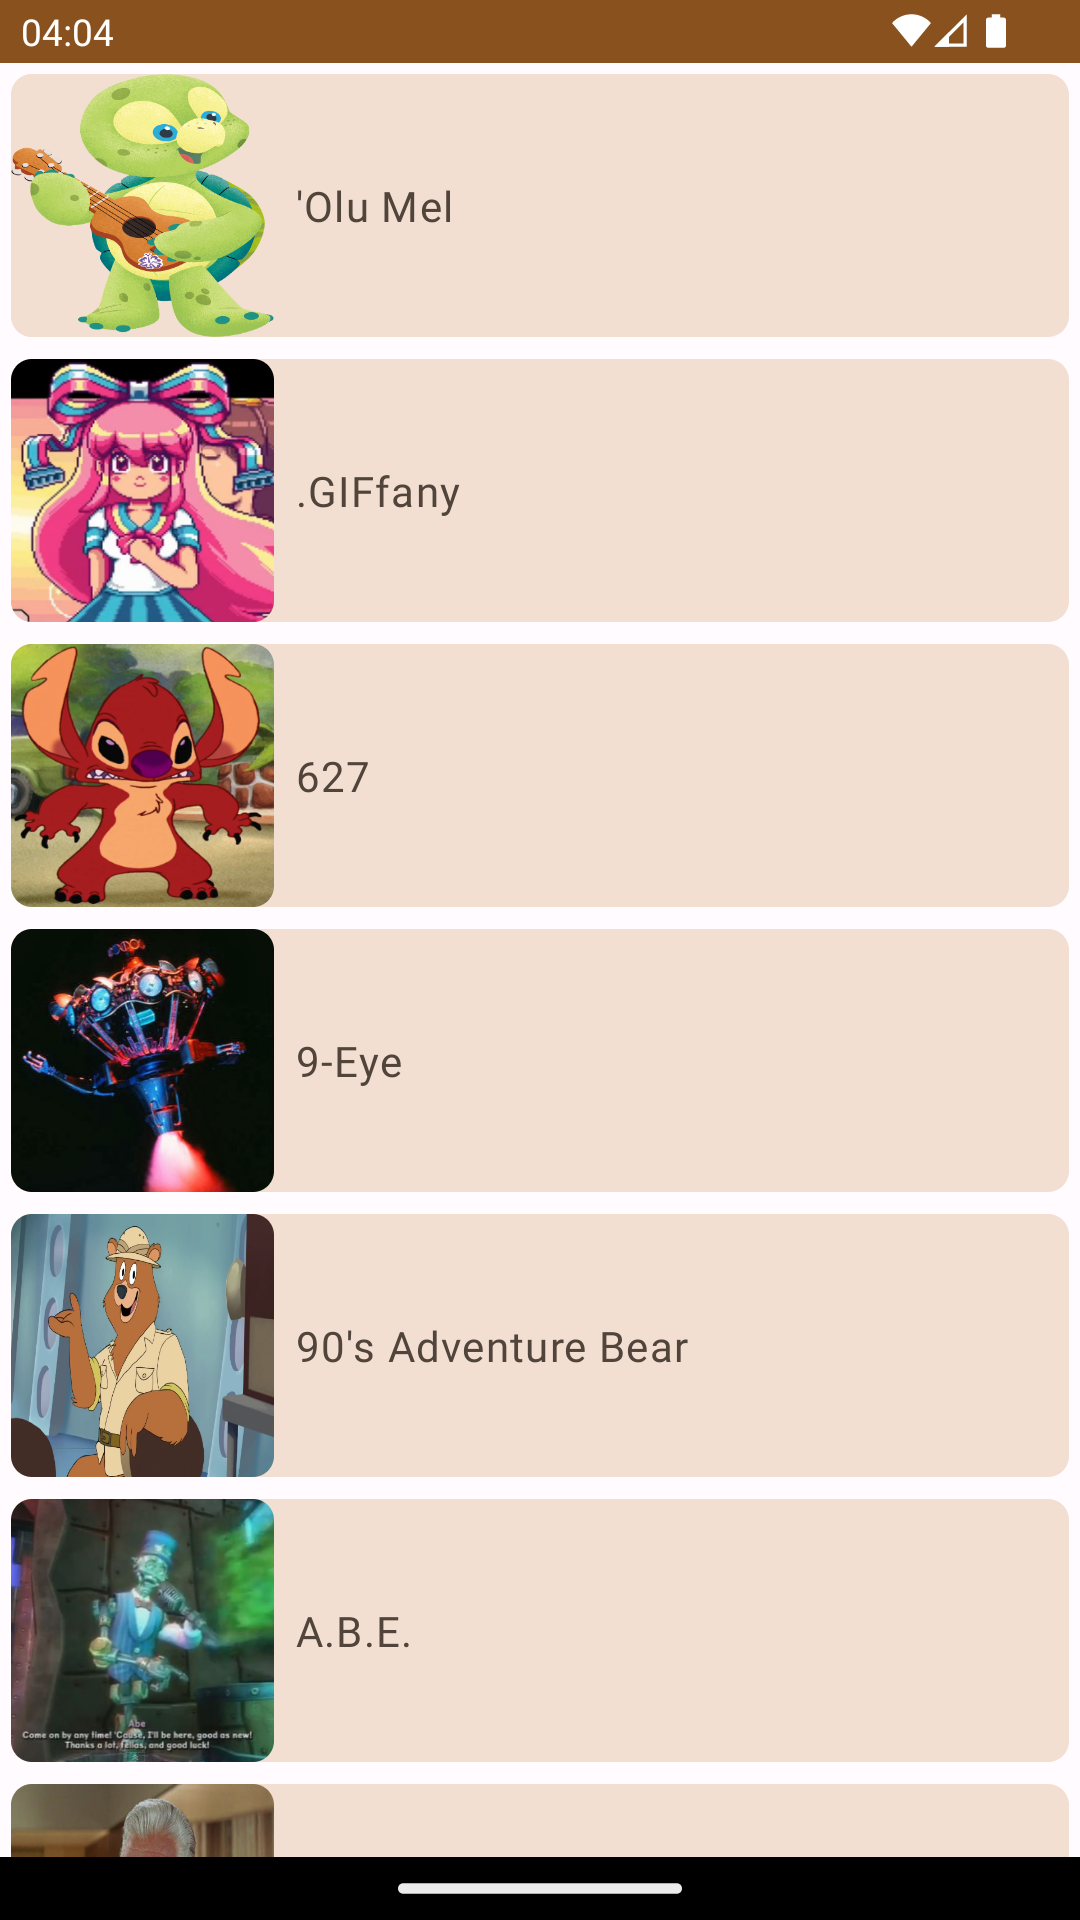 04:04
'Olu Mel
.GIFfany
627
9-Eye
90's Adventure Bear
A.B.E.
Abe
Come on by any time! 'Cause, I'll be here, good as new!
Thanks a lot, fellas, and good luck!